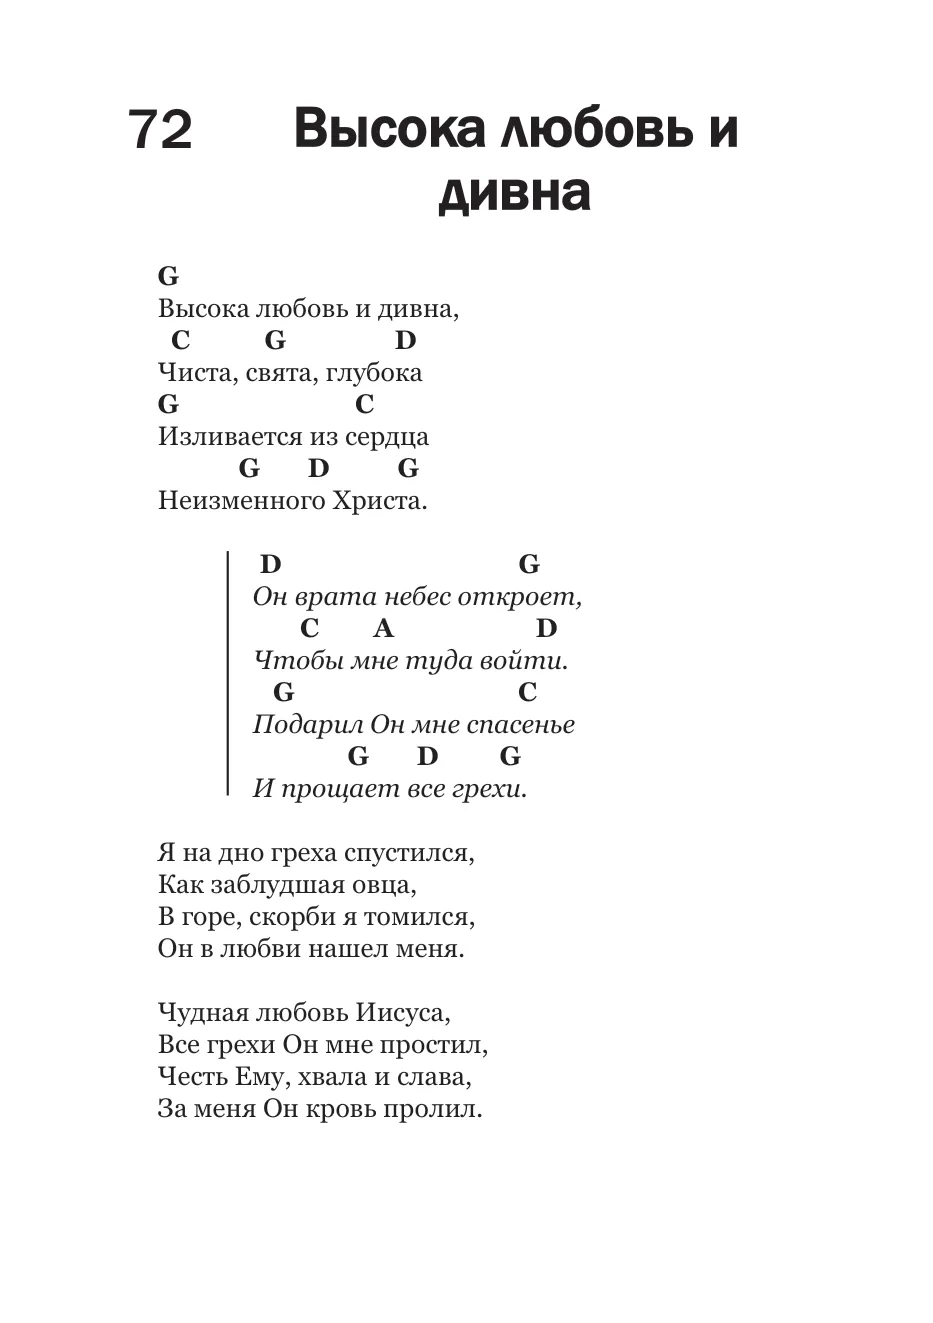 72 Высока любовь и
дивна
G
Высока любовь и дивна,
C G D
Чиста, свята, глубока
G C
Изливается из сердца
G D G
Неизменного Христа.
D G
Он врата небес откроет,
C A D
Чтобы мне туда войти.
G C
Подарил Он мне спасенье
G D G
И прощает все грехи.
Я на дно греха спустился,
Как заблудшая овца,
В горе, скорби я томился,
Он в любви нашел меня.
Чудная любовь Иисуса,
Все грехи Он мне простил,
Честь Ему, хвала и слава,
За меня Он кровь пролил.